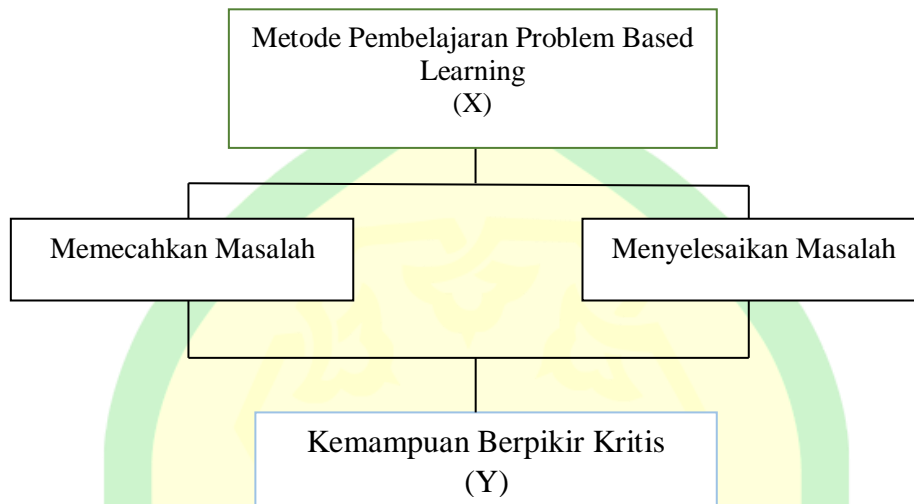 Metode Pembelajaran Problem Based
Learning
(X)
Memecahkan Masalah
Menyelesaikan Masalah
Kemampuan Berpikir Kritis
(Y)